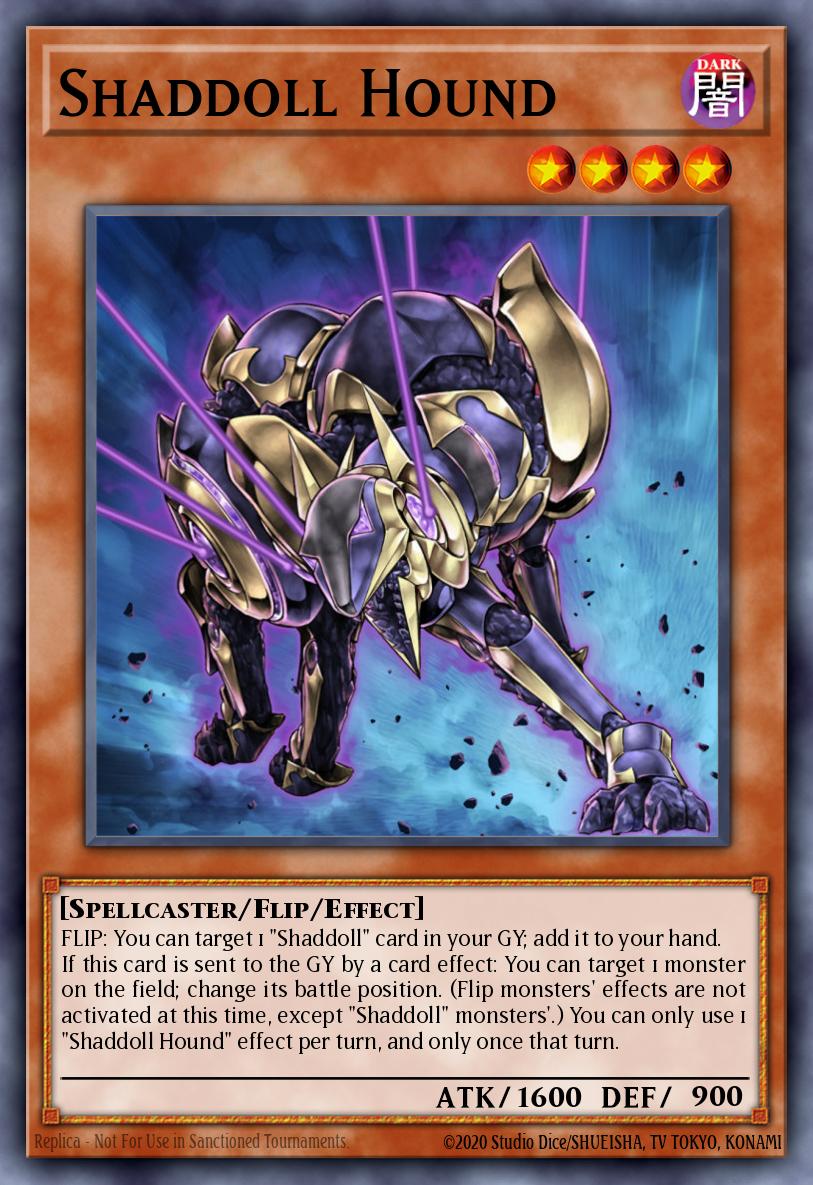 Shaddoll Hound
DARK
闇
[Spellcaster/Flip/Effect]
FLIP: You can target 1 "Shaddoll" card in your GY; add it to your hand.
If this card is sent to the GY by a card effect: You can target 1 monster
on the field; change its battle position. (Flip monsters' effects are not
activated at this time, except "Shaddoll" monsters'.) You can only use 1
"Shaddoll Hound" effect per turn, and only once that turn.
ATK/1600 DEF/ 900
Replica - Not For Use in Sanctioned Tournaments.
©2020 Studio Dice/SHUEISHA, TV TOKYO, KONAMI